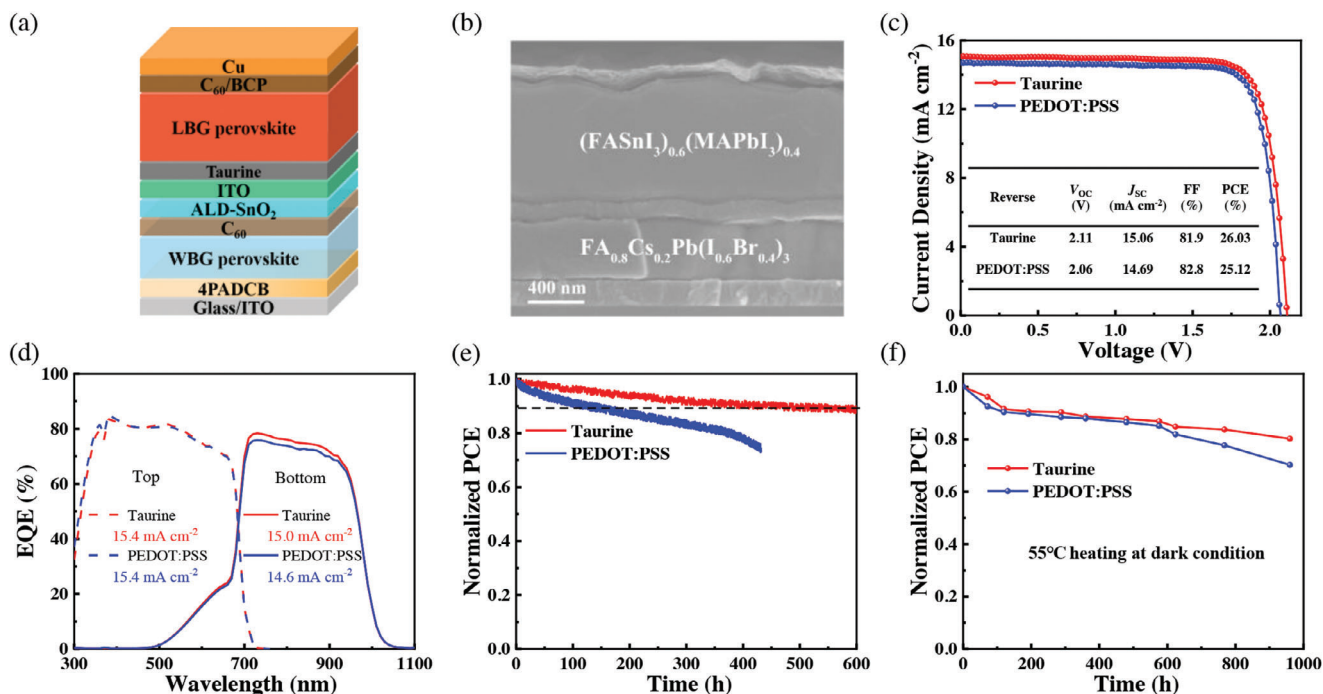 (a)
Cu
C₆₀/BCP
LBG perovskite
Taurine
ITO
ALD-SnO₂
C₆₀
WBG perovskite
4PADCB
Glass/ITO
(b)
(FASnI₃)₀.₆(MAPbI₃)₀.₄
FA₀.₈Cs₀.₂Pb(I₀.₆Br₀.₄)₃
400 nm
(c)
Current Density (mA cm⁻²)
16
12
8
4
0
Taurine
PEDOT:PSS
Reverse V_OC (V) J_SC (mA cm⁻²) FF (%) PCE (%)
Taurine 2.11 15.06 81.9 26.03
PEDOT:PSS 2.06 14.69 82.8 25.12
0.0 0.5 1.0 1.5 2.0
Voltage (V)
(d)
EQE (%)
100
80
60
40
20
0
Top Bottom
Taurine Taurine
15.4 mA cm⁻² 15.0 mA cm⁻²
PEDOT:PSS PEDOT:PSS
15.4 mA cm⁻² 14.6 mA cm⁻²
300 500 700 900 1100
Wavelength (nm)
(e)
Normalized PCE
1.0
0.8
0.6
0.4
0.2
0.0
Taurine
PEDOT:PSS
0 100 200 300 400 500 600
Time (h)
(f)
Normalized PCE
1.0
0.8
0.6
0.4
0.2
0.0
Taurine
PEDOT:PSS
55℃ heating at dark condition
0 200 400 600 800 1000
Time (h)